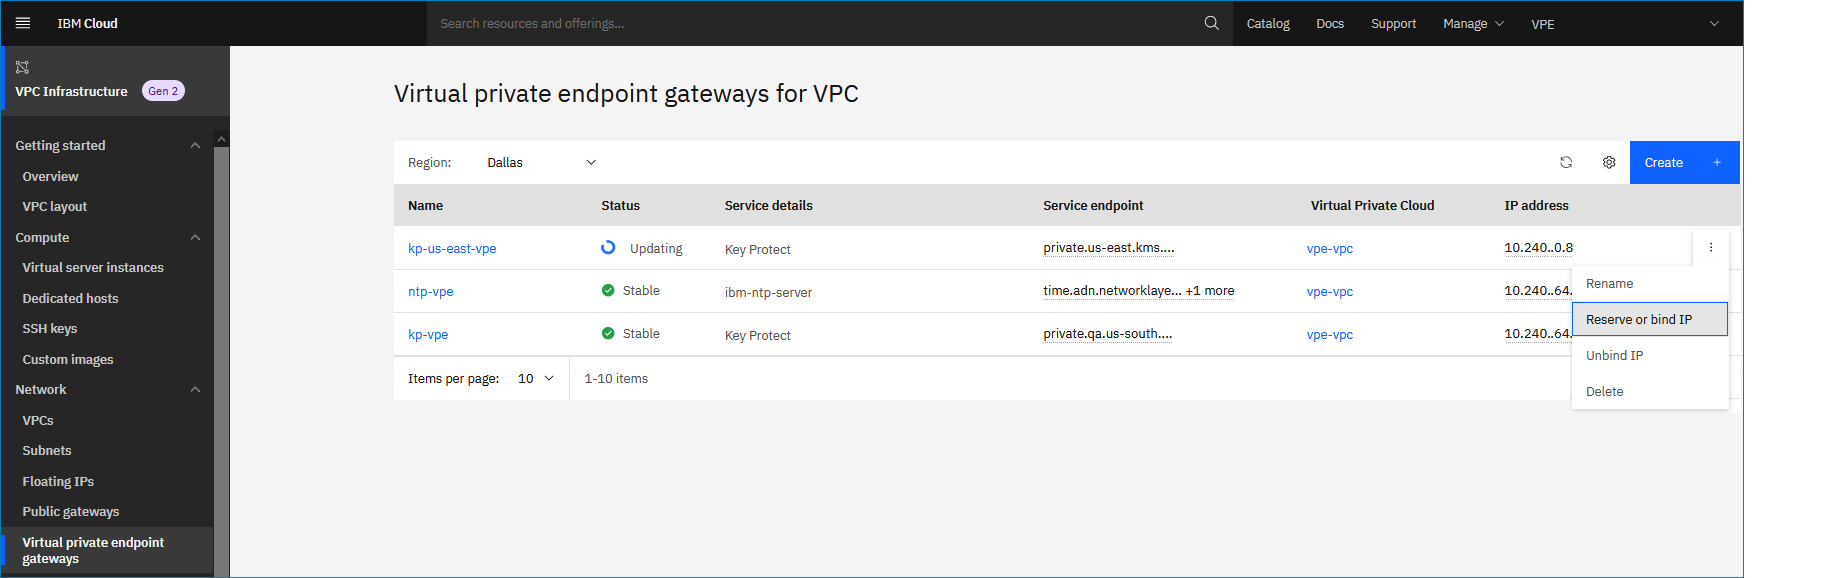 IBM Cloud
Search resources and offerings...
Catalog
Docs
Support
Manage
VPE
VPC Infrastructure
Gen 2
Getting started
Overview
VPC layout
Compute
Virtual server instances
Dedicated hosts
SSH keys
Custom images
Network
VPCs
Subnets
Floating IPs
Public gateways
Virtual private endpoint
gateways
Virtual private endpoint gateways for VPC
Region:
Dallas
Create +
Name
Status
Service details
Service endpoint
Virtual Private Cloud
IP address
kp-us-east-vpe
Updating
Key Protect
private.us-east.kms....
vpe-vpc
10.240..0.8
ntp-vpe
Stable
ibm-ntp-server
time.adn.networklaye... +1 more
vpe-vpc
10.240..64.
kp-vpe
Stable
Key Protect
private.qa.us-south....
vpe-vpc
10.240..64.
Rename
Reserve or bind IP
Unbind IP
Delete
Items per page:
10
1-10 items